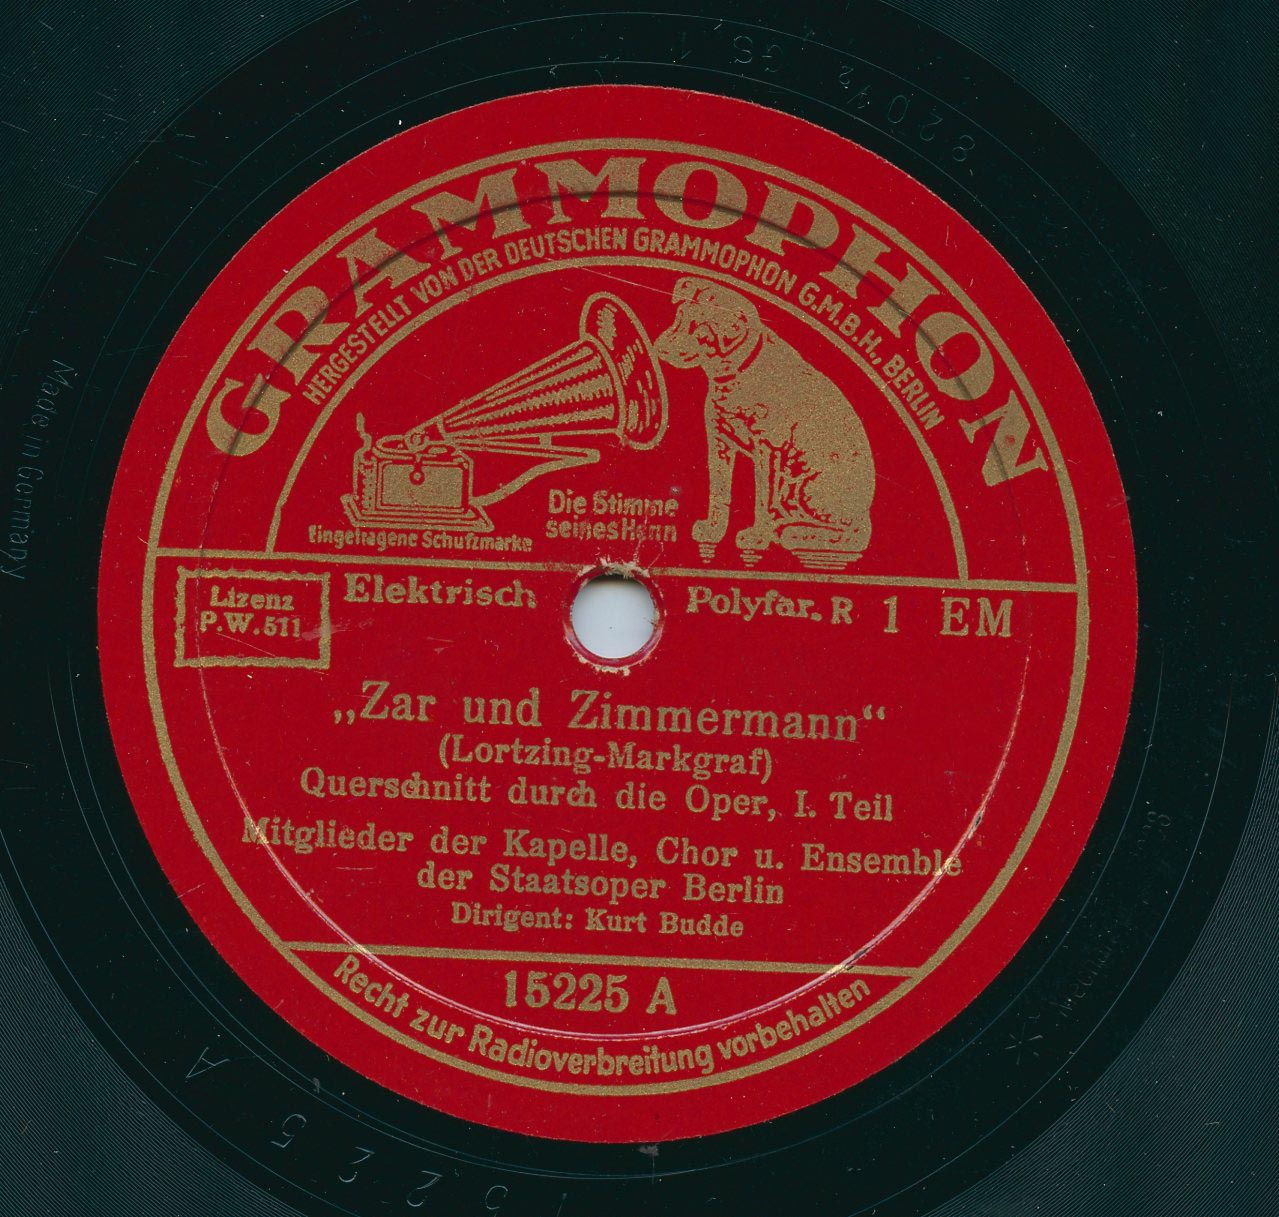 GRAMMOPHON
HERGESTELLT VON DER DEUTSCHEN GRAMMOPHON G.M.B.H., BERLIN
Die Stimme
seines Herrn
Eingetragene Schutzmarke
Lizenz
P.W.511
Elektrisch
Polyfar. R 1 EM
„Zar und Zimmermann“
(Lortzing-Markgraf)
Querschnitt durch die Oper, I. Teil
Mitglieder der Kapelle, Chor u. Ensemble
der Staatsoper Berlin
Dirigent: Kurt Budde
15225 A
Recht zur Radioverbreitung vorbehalten
Made in Germany
15225 A